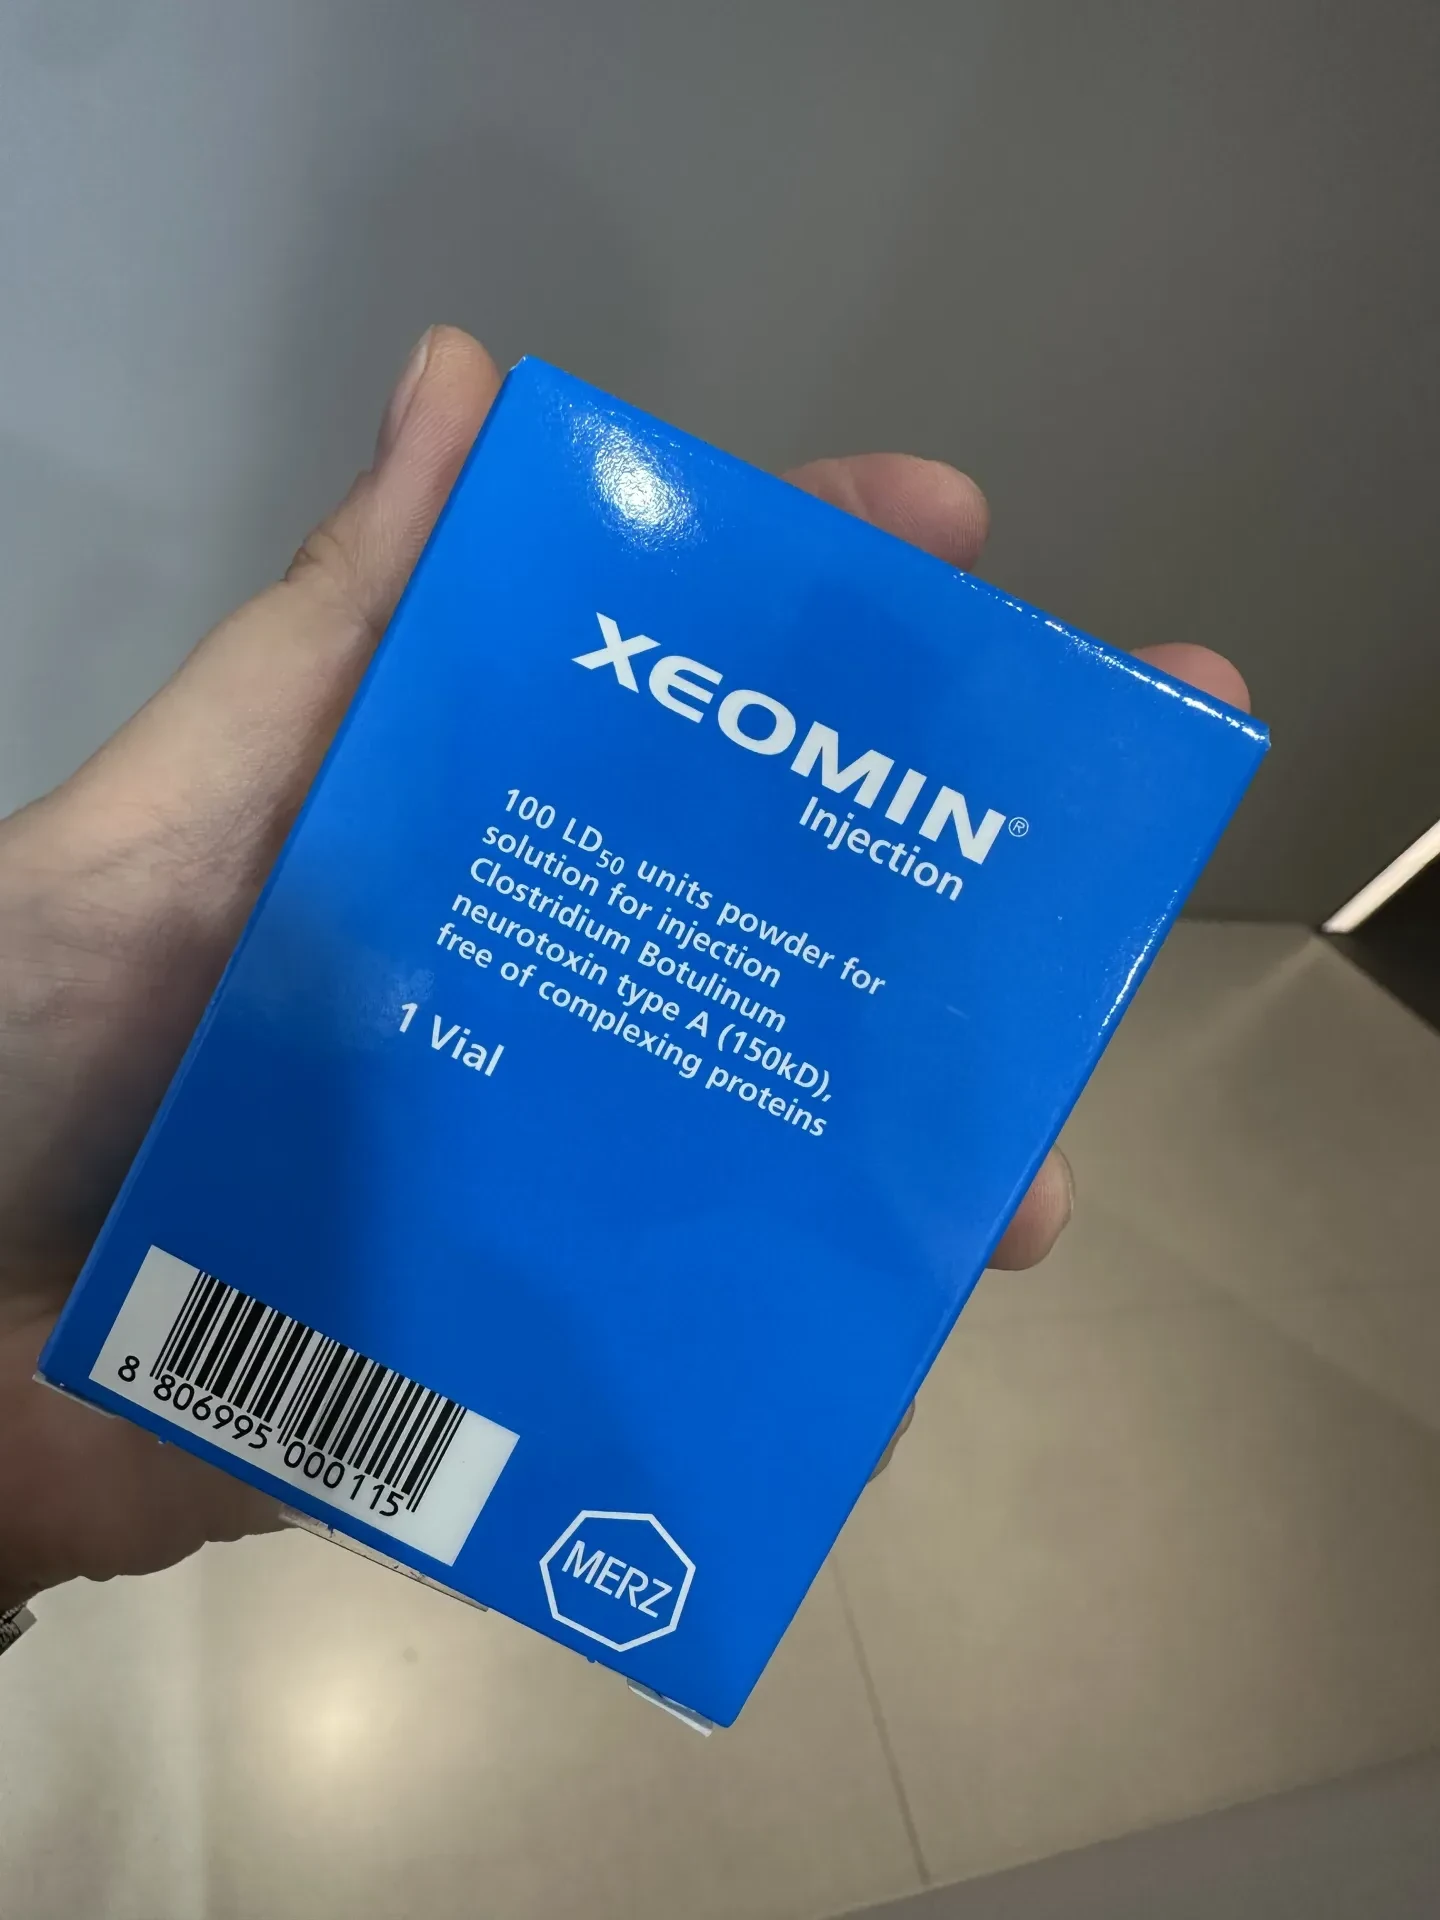 XEOMIN®
Injection
100 LD50 units powder for
solution for injection
Clostridium Botulinum
neurotoxin type A (150kD),
free of complexing proteins
1 Vial
8 806995 000115
MERZ